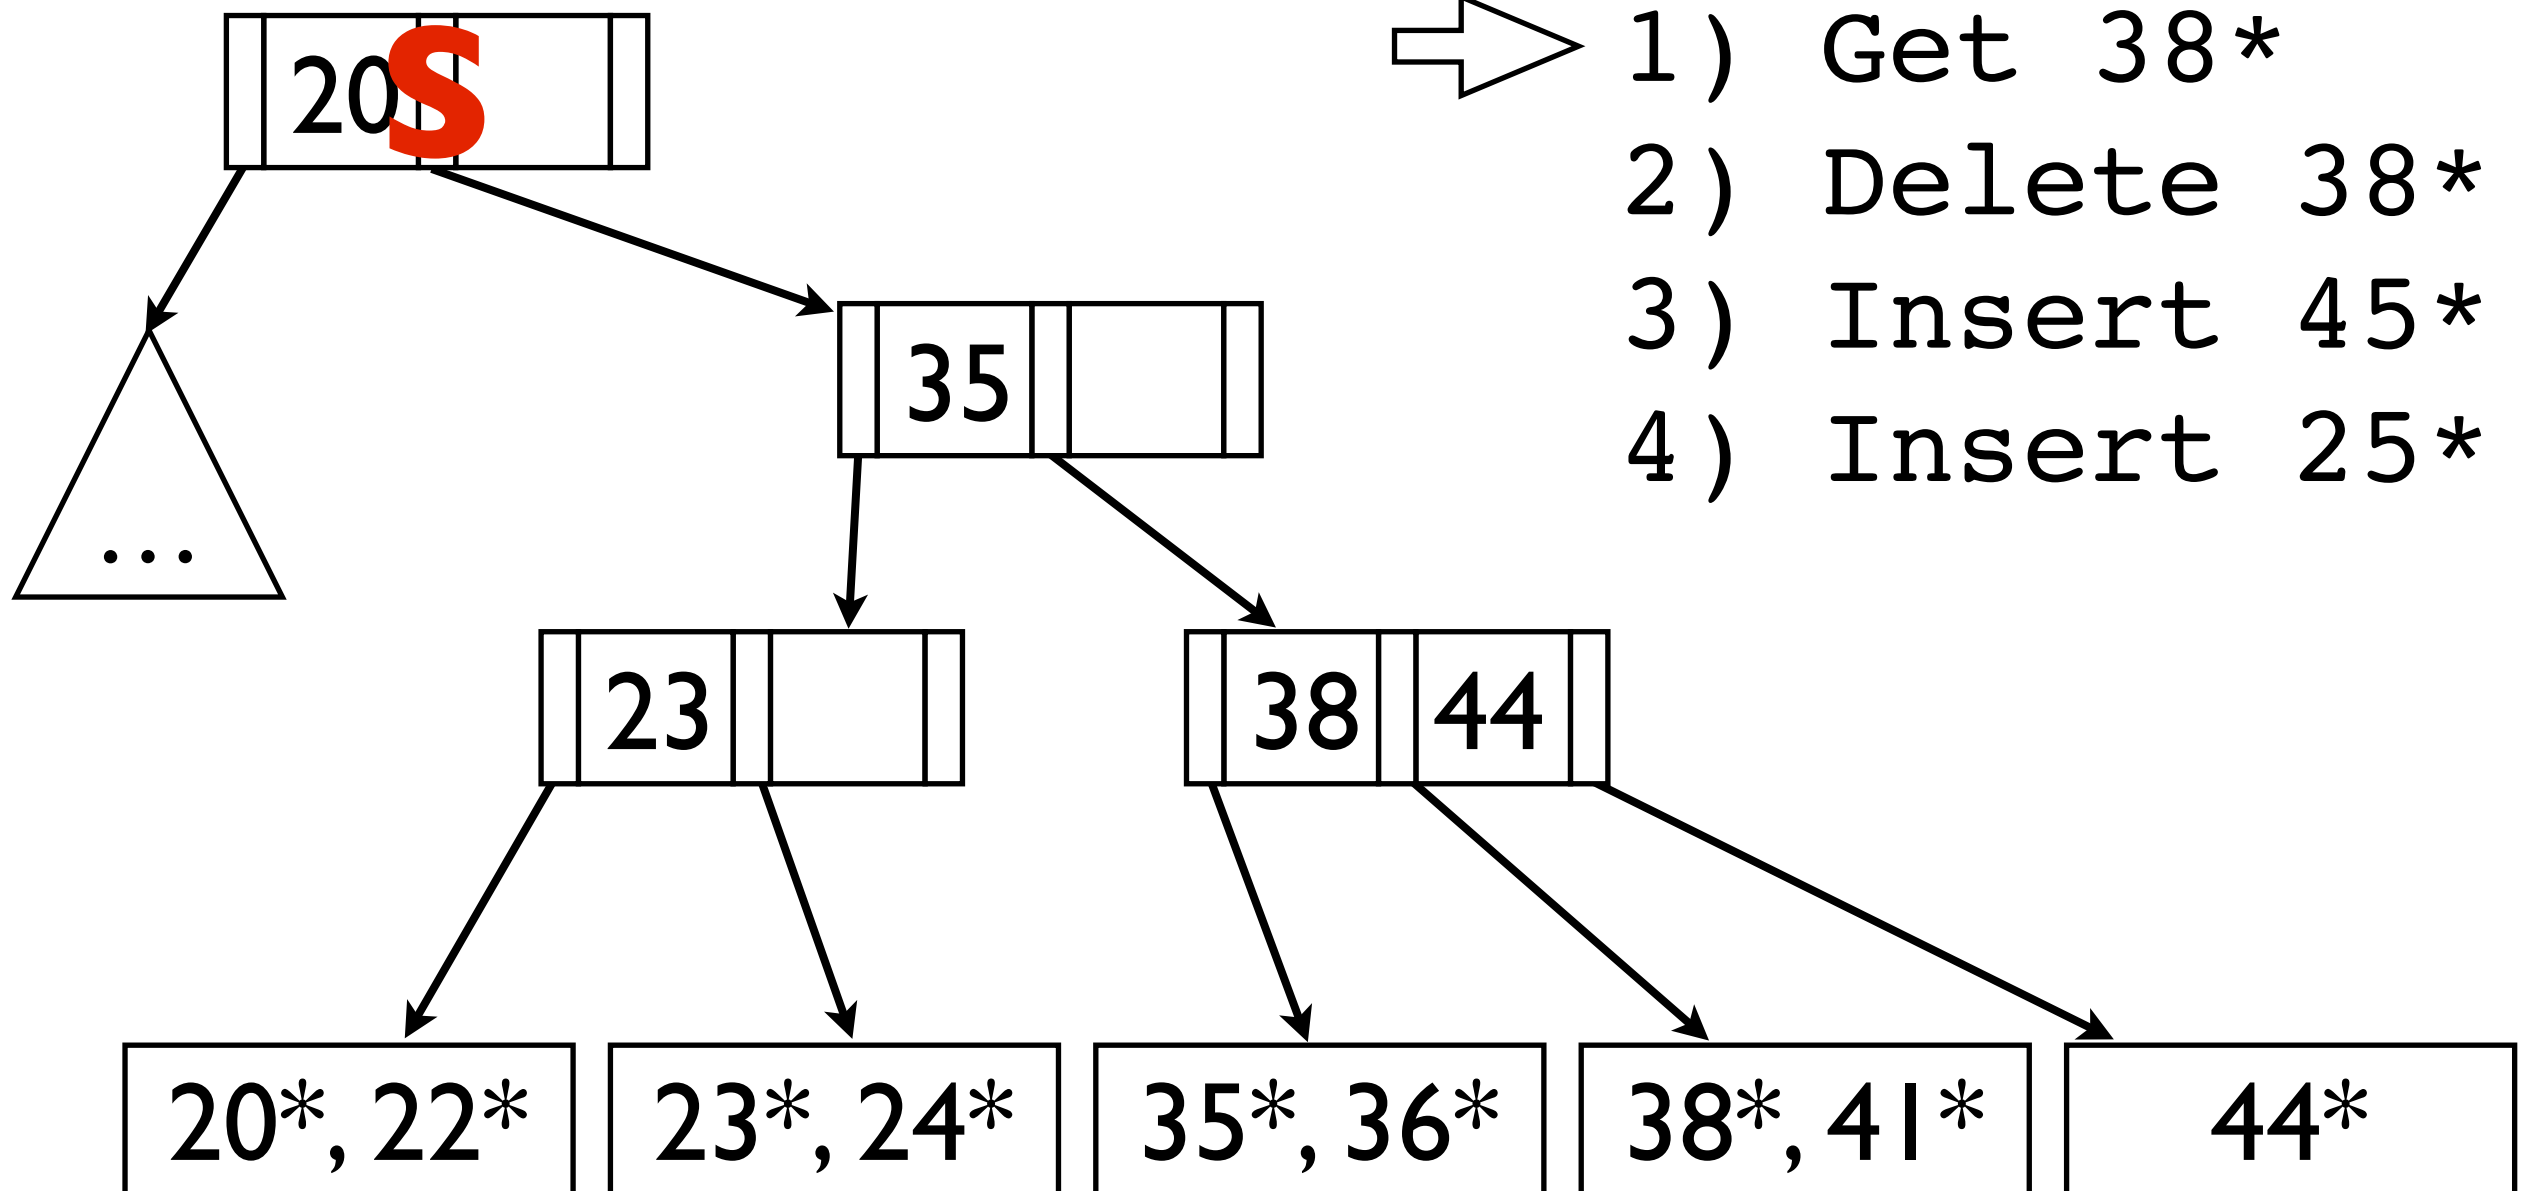 1) Get 38*
2) Delete 38*
3) Insert 45*
4) Insert 25*
20 S
35
...
23
38 44
20*, 22* 23*, 24* 35*, 36* 38*, 41* 44*